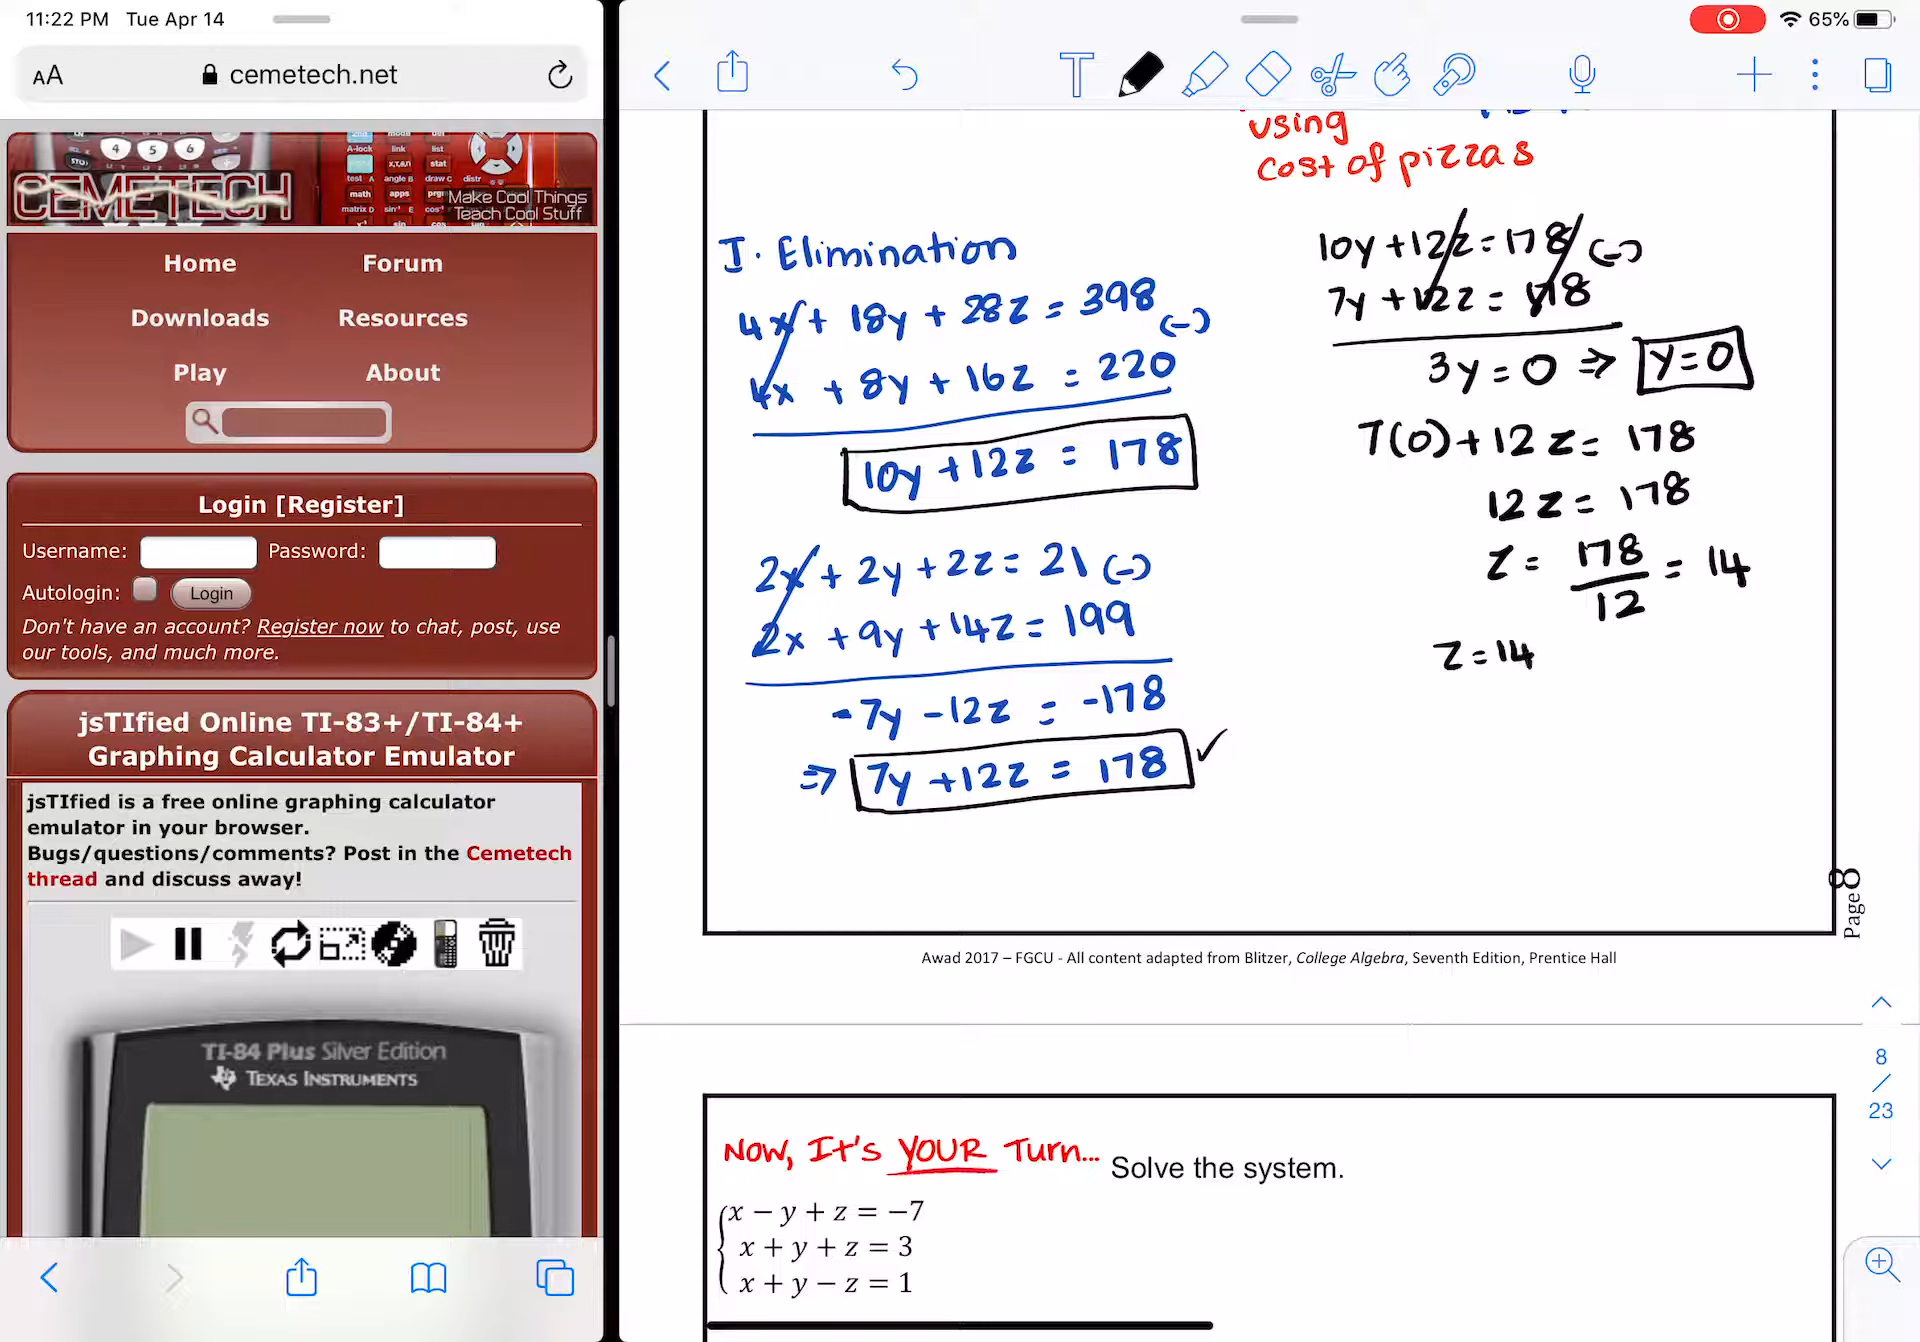 11:22 PM Tue Apr 14
65%
AA cemetech.net
CEMETECH
Make Cool Things
Teach Cool Stuff
Home Forum
Downloads Resources
Play About
Login [Register]
Username: Password:
Autologin: Login
Don't have an account? Register now to chat, post, use
our tools, and much more.
jsTIfied Online TI-83+/TI-84+
Graphing Calculator Emulator
jsTIfied is a free online graphing calculator
emulator in your browser.
Bugs/questions/comments? Post in the Cemetech
thread and discuss away!
TI-84 Plus Silver Edition
TEXAS INSTRUMENTS
using
cost of pizzas
I. Elimination
4x + 18y + 28z = 398 (-)
4x + 8y + 16z = 220
10y + 12z = 178
2x + 2y + 2z = 21 (-)
2x + 9y + 14z = 199
-7y - 12z = -178
⇒ 7y + 12z = 178 ✓
10y + 12z = 178 (-)
7y + 12z = 178
3y = 0 ⇒ y = 0
7(0) + 12z = 178
12z = 178
z = 178/12 = 14
z = 14
Page 8
Awad 2017 – FGCU - All content adapted from Blitzer, College Algebra, Seventh Edition, Prentice Hall
8
/
23
Now, It's YOUR Turn... Solve the system.
x − y + z = −7
x + y + z = 3
x + y − z = 1